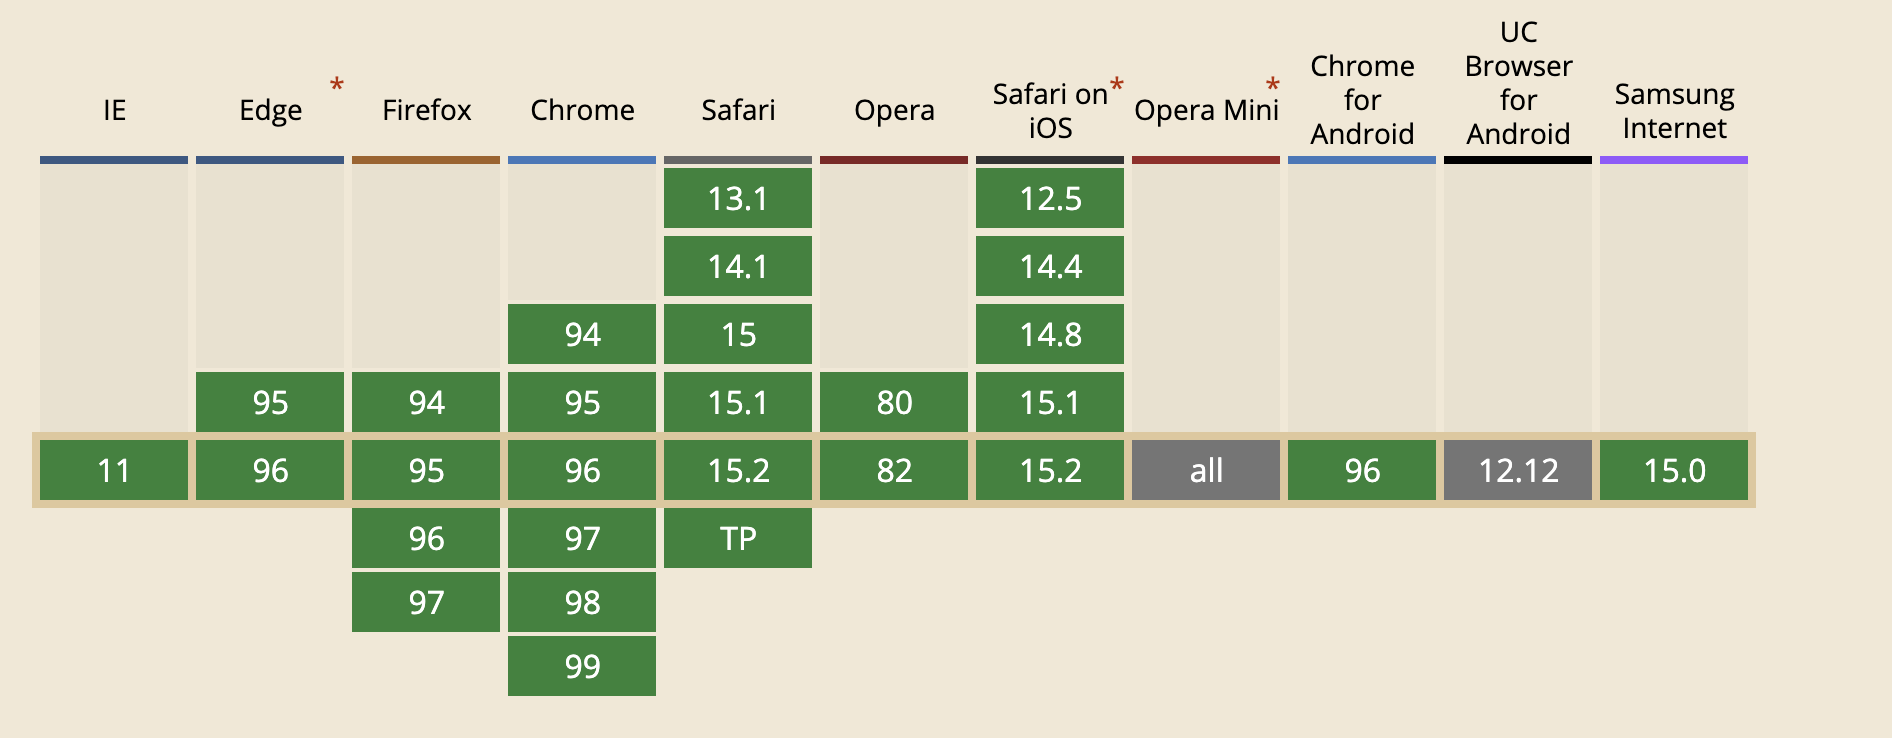 IE
Edge
*
Firefox
Chrome
Safari
Opera
Safari on*
iOS
*
Opera Mini
Chrome
for
Android
UC
Browser
for
Android
Samsung
Internet
13.1 12.5
14.1 14.4
94 15 14.8
95 94 95 15.1 80 15.1
11 96 95 96 15.2 82 15.2 all 96 12.12 15.0
96 97 TP
97 98
99